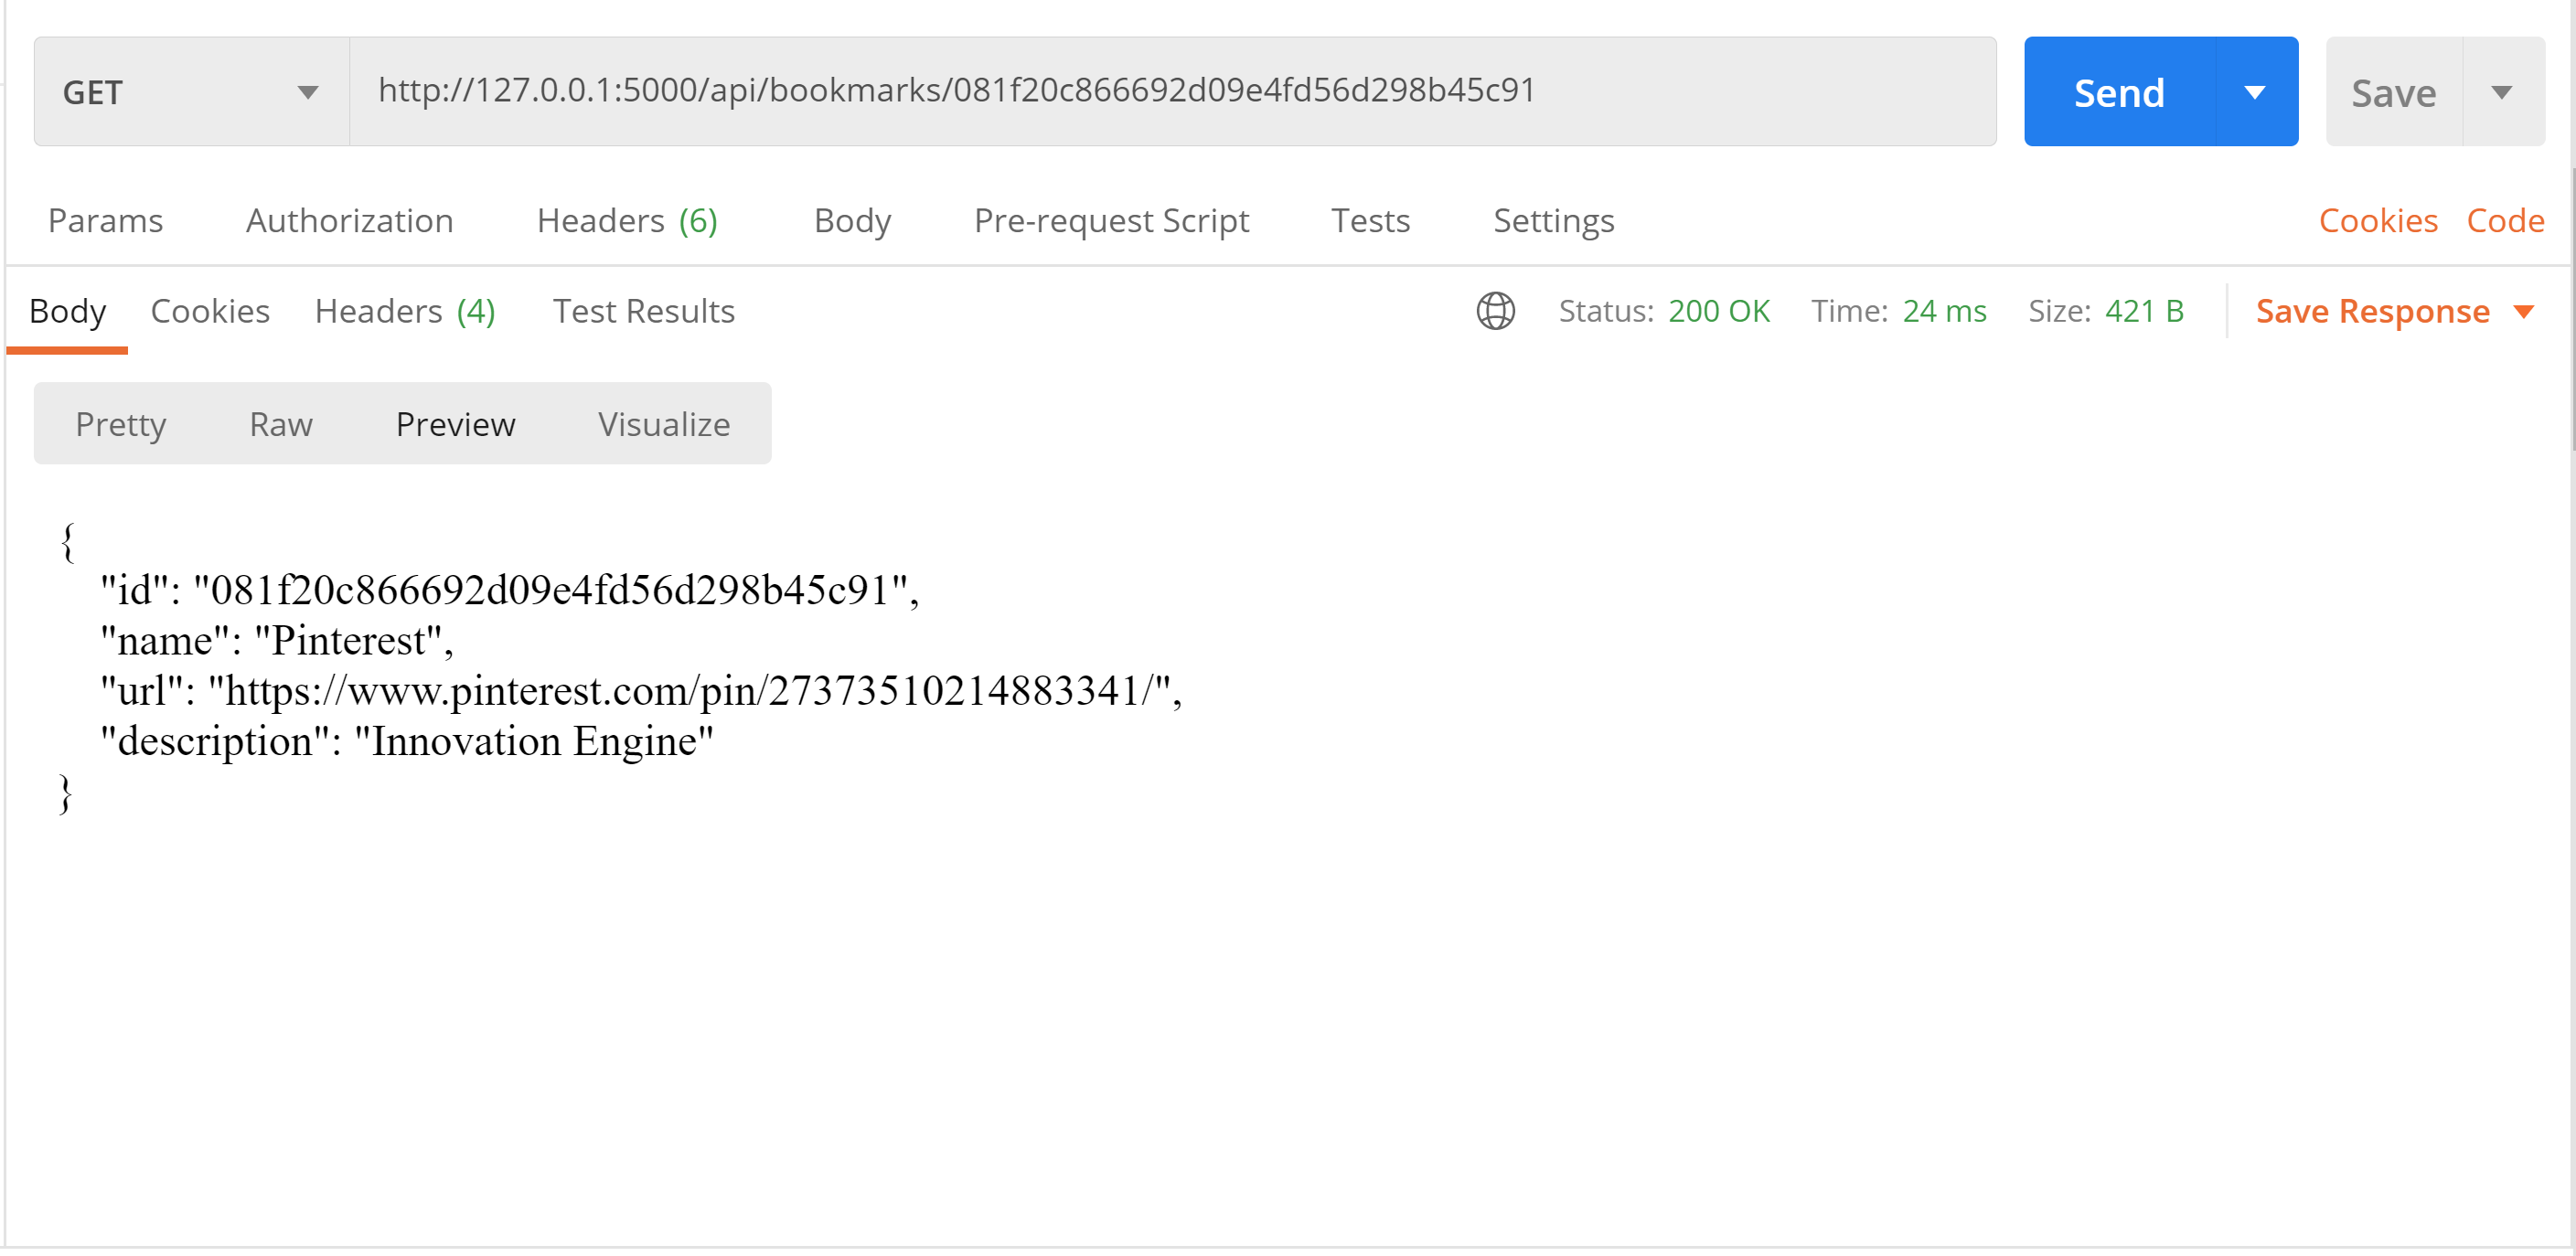 GET http://127.0.0.1:5000/api/bookmarks/081f20c866692d09e4fd56d298b45c91 Send Save
Params Authorization Headers (6) Body Pre-request Script Tests Settings Cookies Code
Body Cookies Headers (4) Test Results Status: 200 OK Time: 24 ms Size: 421 B Save Response
Pretty Raw Preview Visualize
{
"id": "081f20c866692d09e4fd56d298b45c91",
"name": "Pinterest",
"url": "https://www.pinterest.com/pin/27373510214883341/",
"description": "Innovation Engine"
}